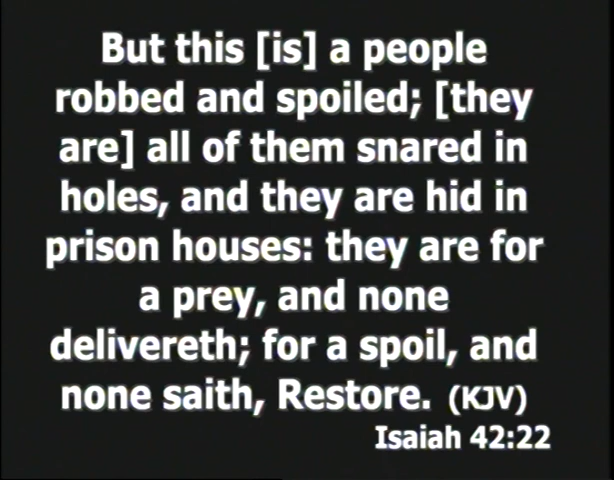 But this [is] a people
robbed and spoiled; [they
are] all of them snared in
holes, and they are hid in
prison houses: they are for
a prey, and none
delivereth; for a spoil, and
none saith, Restore. (KJV)
Isaiah 42:22